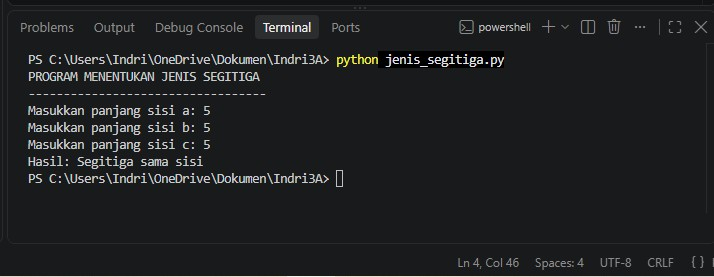 Problems Output Debug Console Terminal Ports powershell
PS C:\Users\Indri\OneDrive\Dokumen\Indri3A> python jenis_segitiga.py
PROGRAM MENENTUKAN JENIS SEGITIGA
----------------------------------
Masukkan panjang sisi a: 5
Masukkan panjang sisi b: 5
Masukkan panjang sisi c: 5
Hasil: Segitiga sama sisi
PS C:\Users\Indri\OneDrive\Dokumen\Indri3A>
Ln 4, Col 46 Spaces: 4 UTF-8 CRLF {}